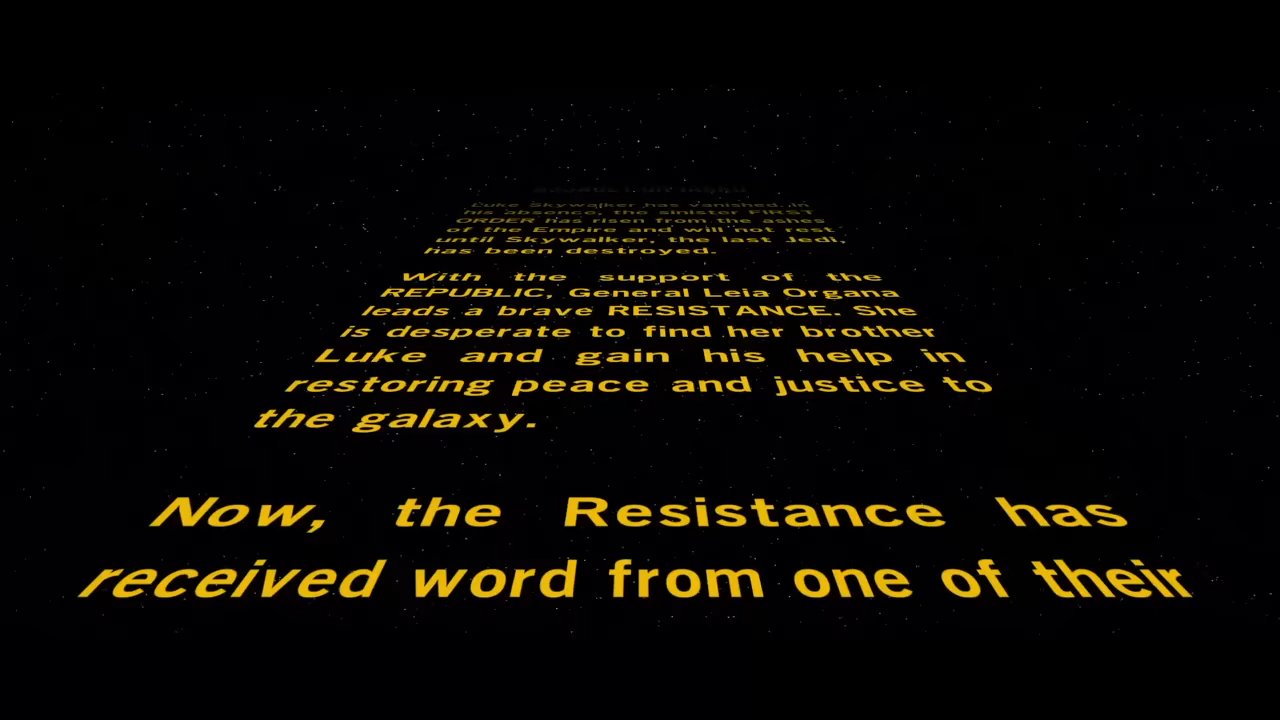 Luke Skywalker has vanished. In
his absence, the sinister FIRST
ORDER has risen from the ashes
of the Empire and will not rest
until Skywalker, the last Jedi,
has been destroyed.
With the support of the
REPUBLIC, General Leia Organa
leads a brave RESISTANCE. She
is desperate to find her brother
Luke and gain his help in
restoring peace and justice to
the galaxy.
Now, the Resistance has
received word from one of their